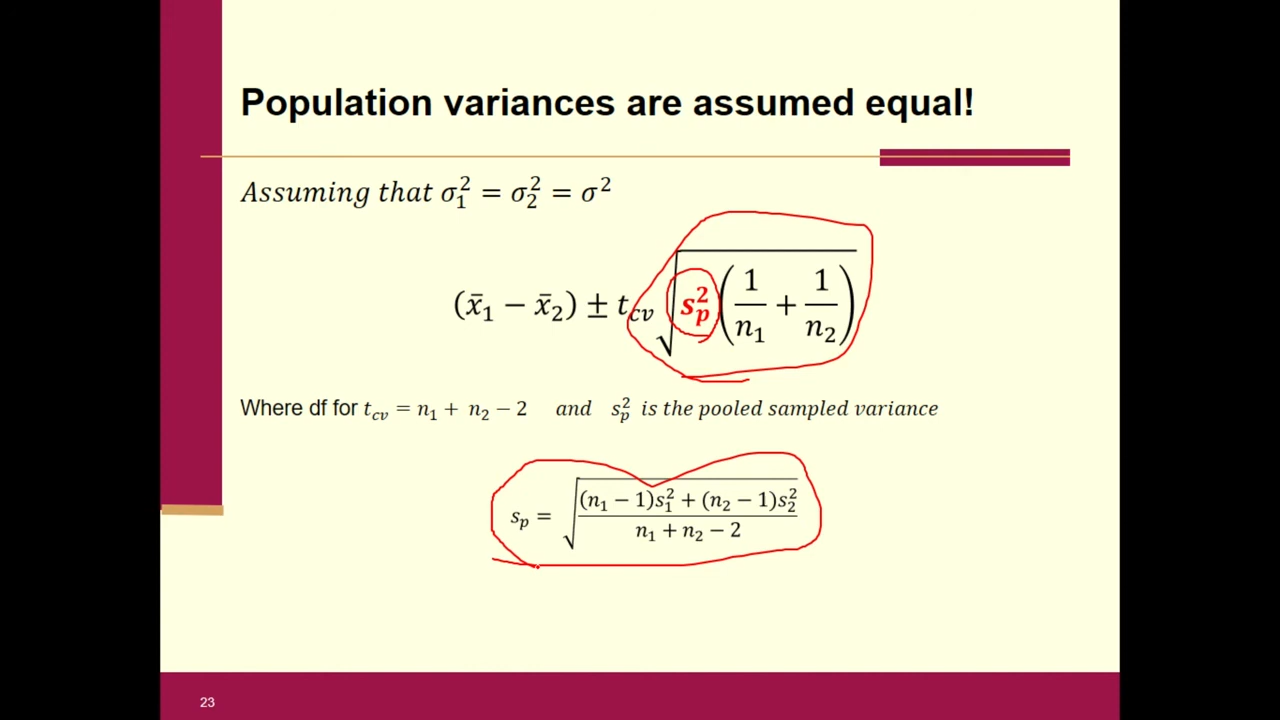 Population variances are assumed equal!
Assuming that σ₁² = σ₂² = σ²
(x̄₁ − x̄₂) ± t_cv √(s_p² (1/n₁ + 1/n₂))
Where df for t_cv = n₁ + n₂ − 2 and s_p² is the pooled sampled variance
s_p = √(((n₁ − 1)s₁² + (n₂ − 1)s₂²)/(n₁ + n₂ − 2))
23